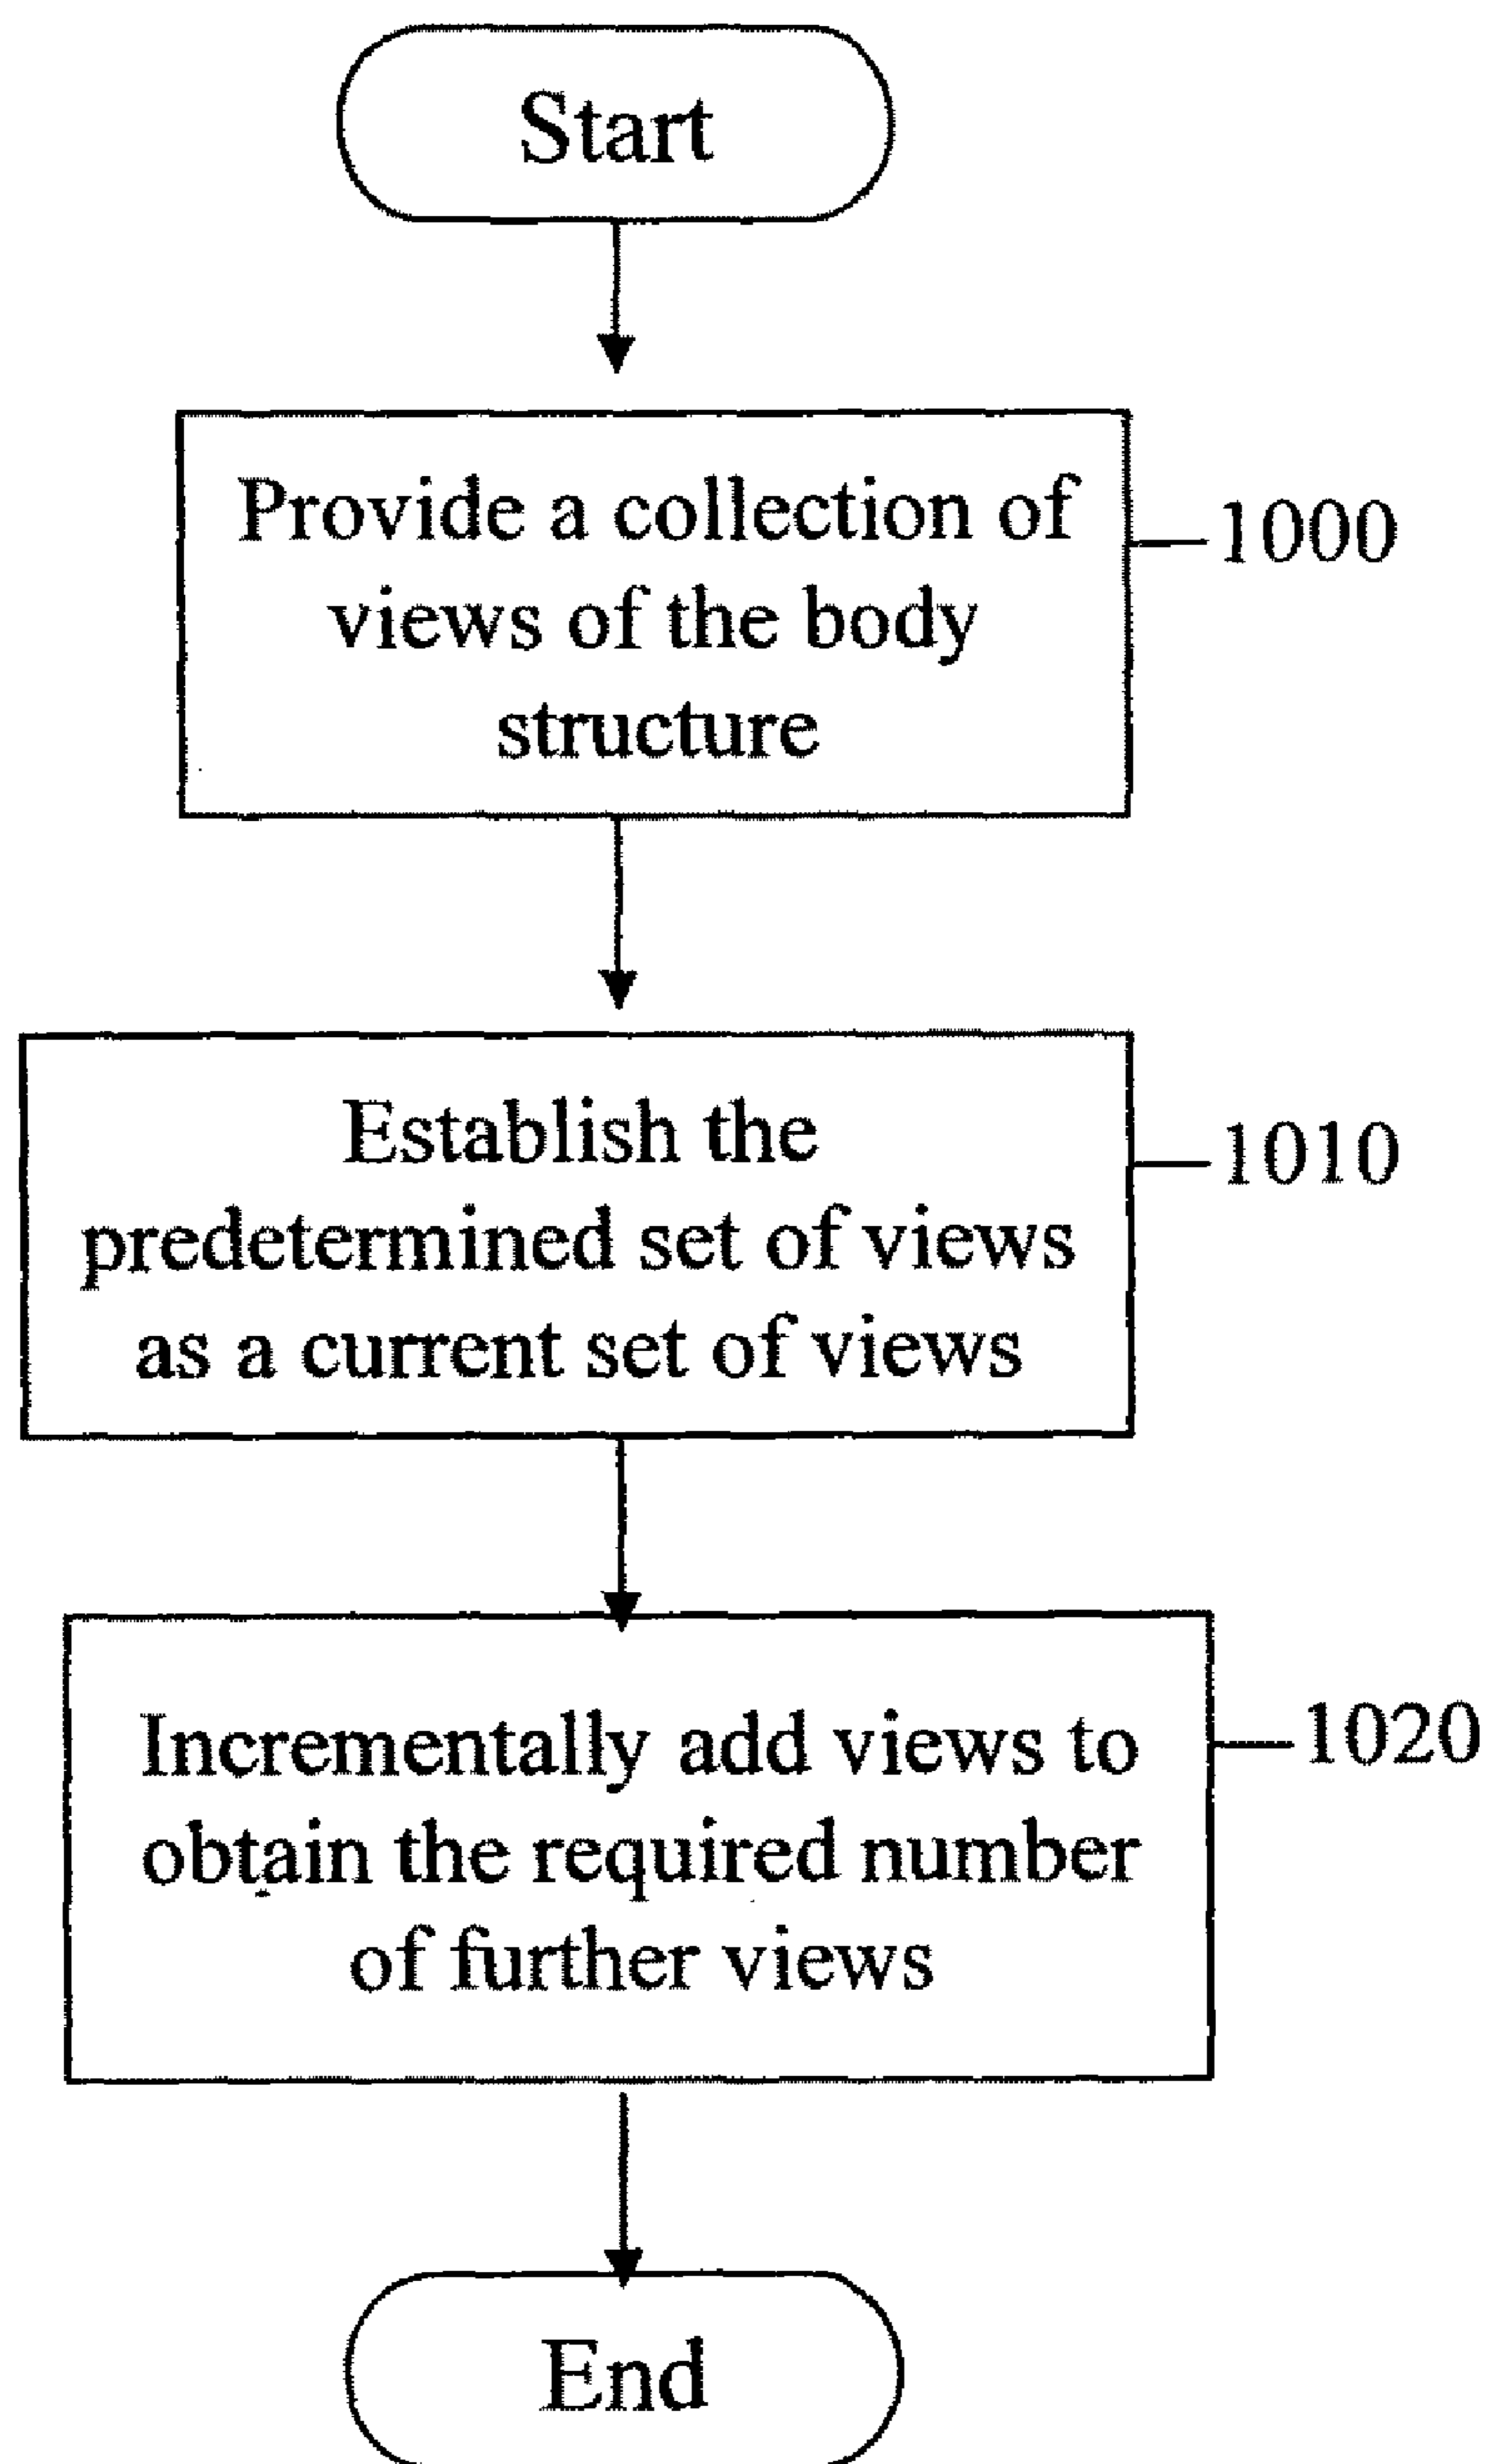 Start
Provide a collection of
views of the body
structure
1000
Establish the
predetermined set of views
as a current set of views
1010
Incrementally add views to
obtain the required number
of further views
1020
End